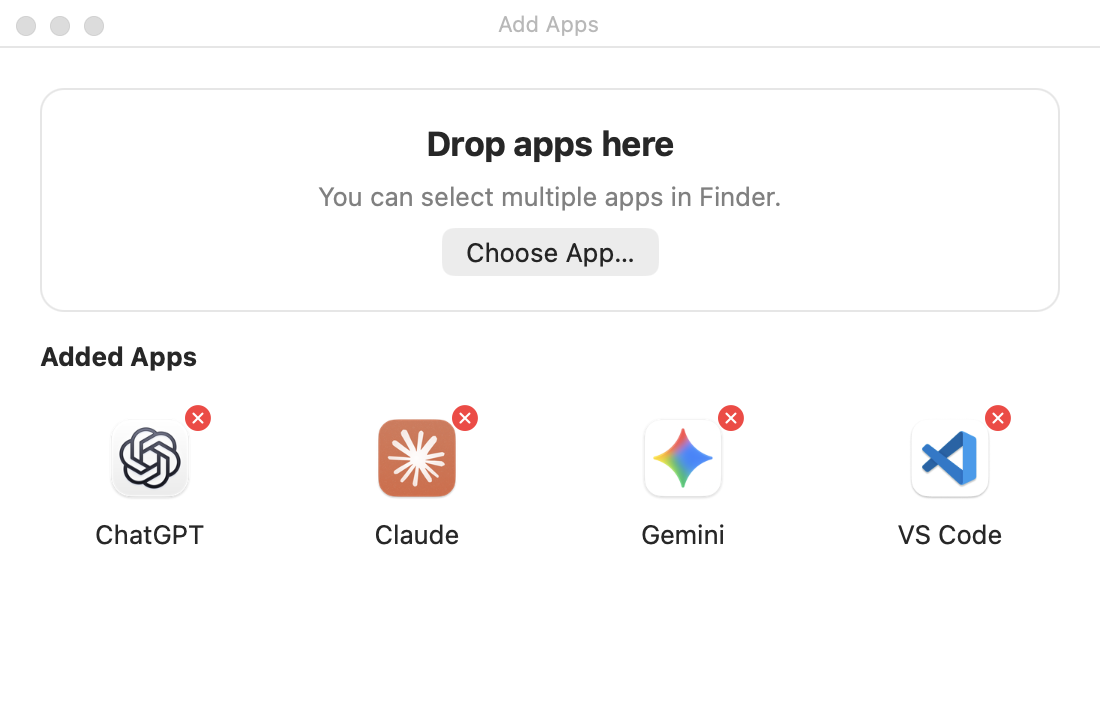 Add Apps
Drop apps here
You can select multiple apps in Finder.
Choose App...
Added Apps
ChatGPT
Claude
Gemini
VS Code